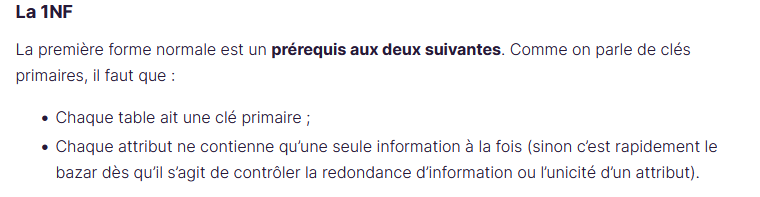 La 1NF
La première forme normale est un prérequis aux deux suivantes. Comme on parle de clés
primaires, il faut que :
• Chaque table ait une clé primaire ;
• Chaque attribut ne contienne qu’une seule information à la fois (sinon c’est rapidement le
bazar dès qu’il s’agit de contrôler la redondance d’information ou l’unicité d’un attribut).